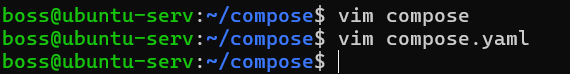 boss@ubuntu-serv:~/compose$ vim compose
boss@ubuntu-serv:~/compose$ vim compose.yaml
boss@ubuntu-serv:~/compose$